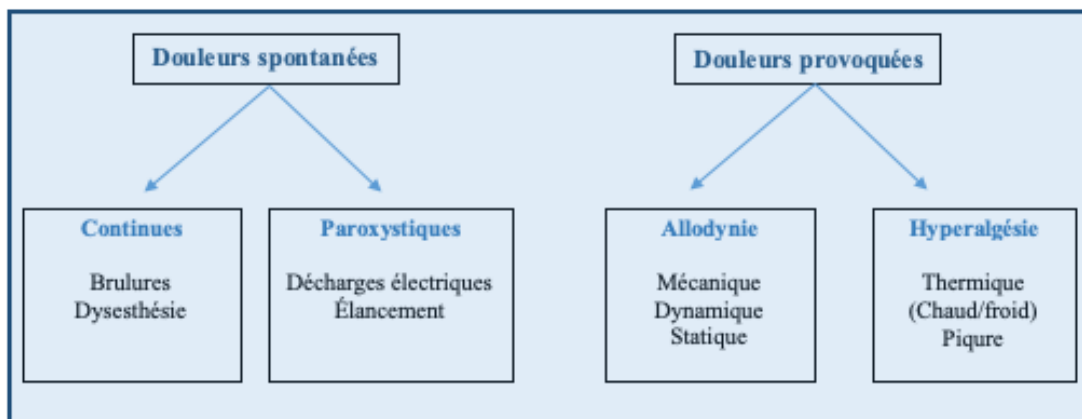 Douleurs spontanées
Douleurs provoquées
Continues
Brulures
Dysesthésie
Paroxystiques
Décharges électriques
Élancement
Allodynie
Mécanique
Dynamique
Statique
Hyperalgésie
Thermique
(Chaud/froid)
Piqure